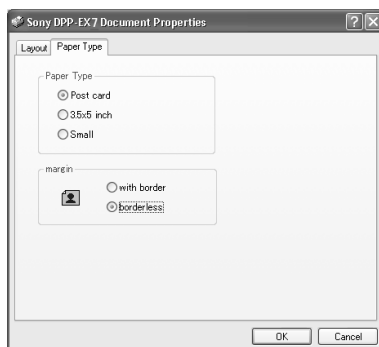 Sony DPP-EX7 Document Properties
Layout Paper Type
Paper Type
Post card
3.5x5 inch
Small
margin
with border
borderless
OK Cancel